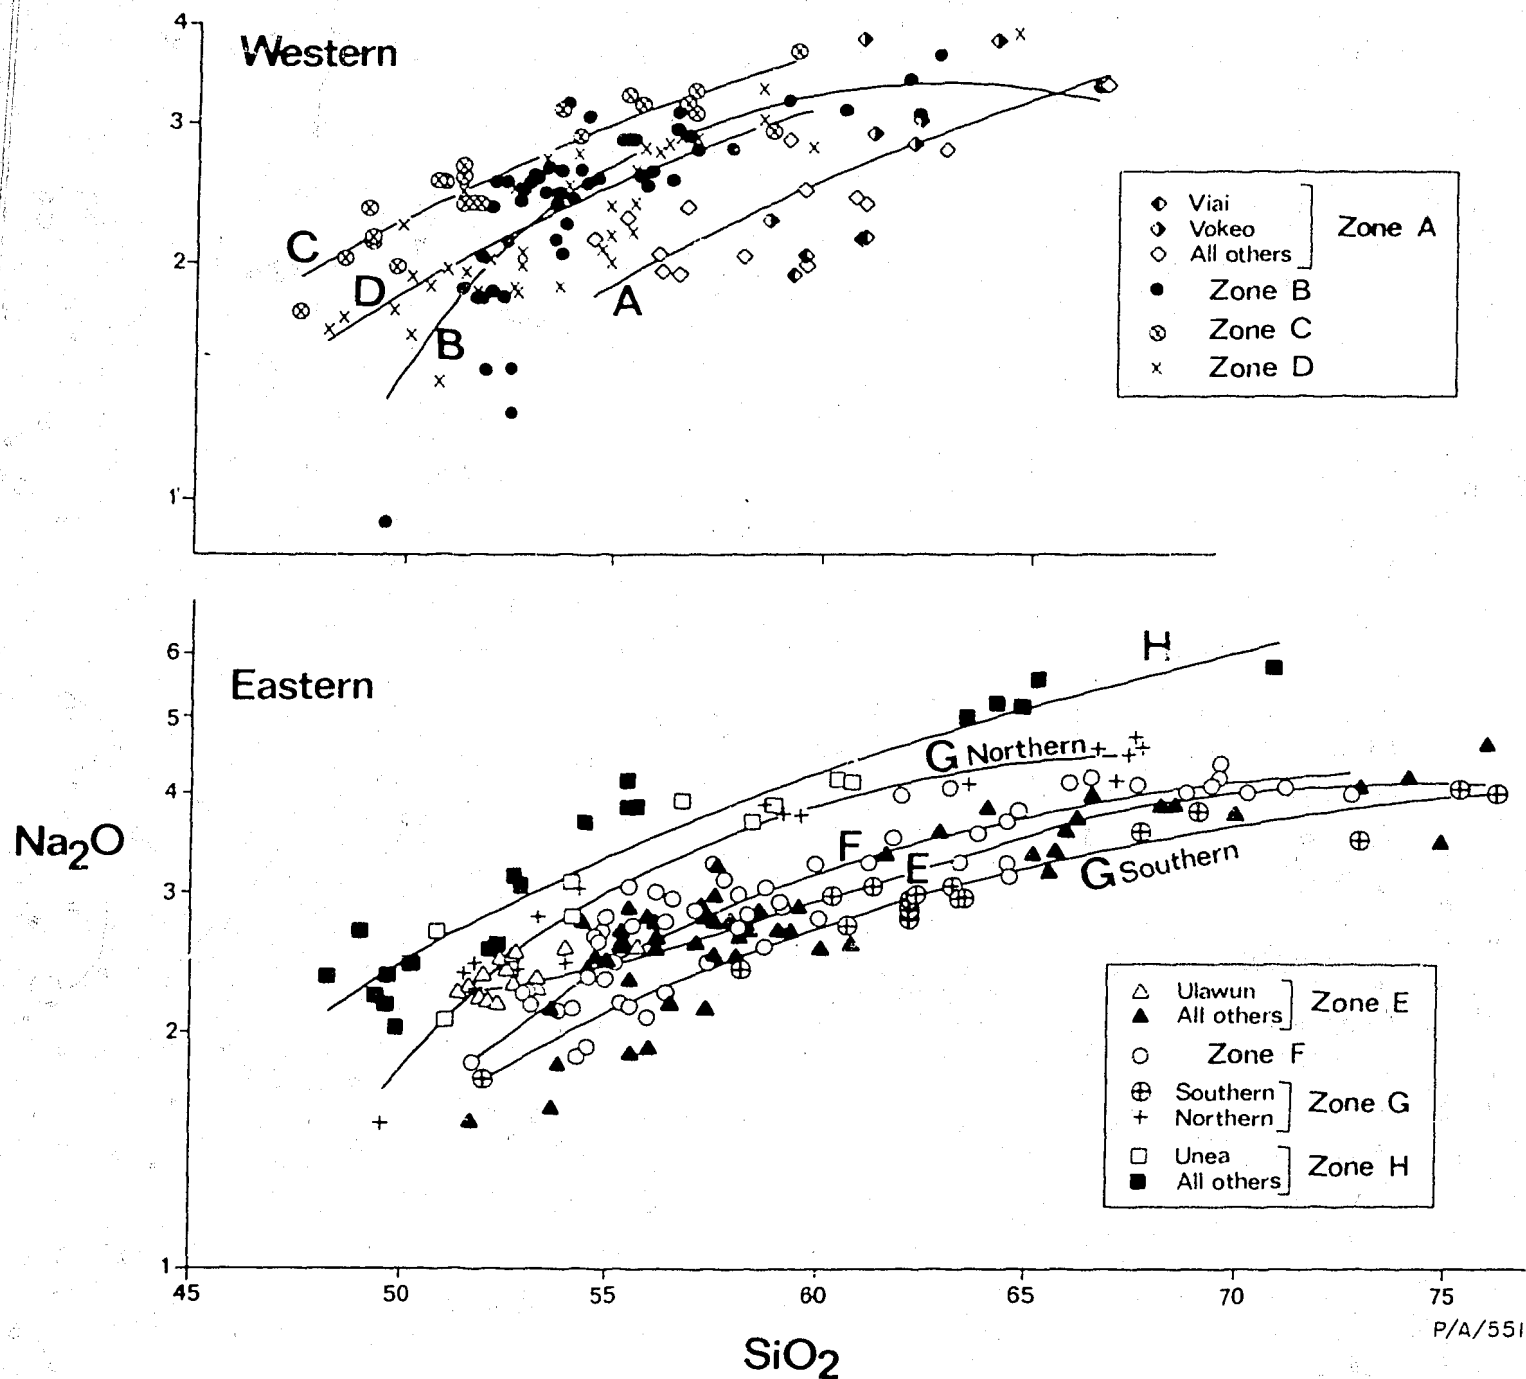 Western
4
3
2
1
C
D
B
A
Viai
Vokeo
All others
Zone A
Zone B
Zone C
Zone D
Eastern
6
5
4
3
2
1
Na2O
H
G Northern
F
E
G Southern
Ulawun
All others
Zone E
Zone F
Southern
Northern
Zone G
Unea
All others
Zone H
45 50 55 60 65 70 75
P/A/551
SiO2